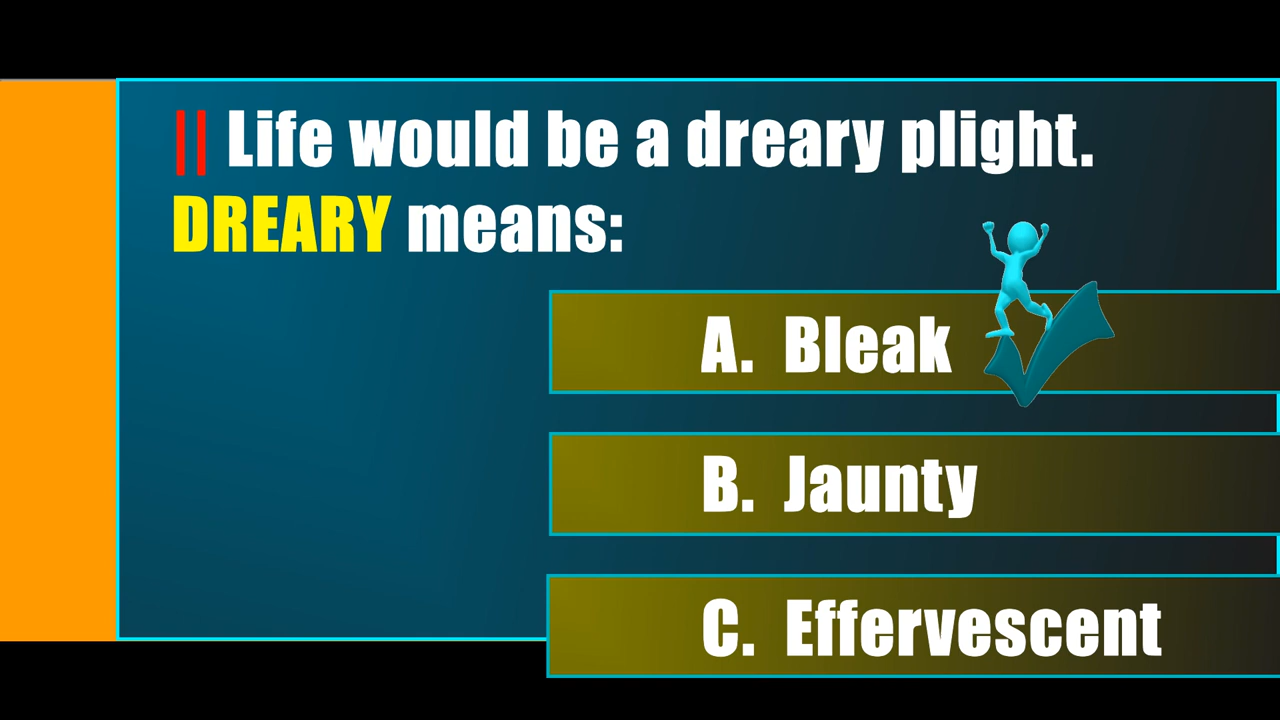 || Life would be a dreary plight.
DREARY means:
A. Bleak
B. Jaunty
C. Effervescent